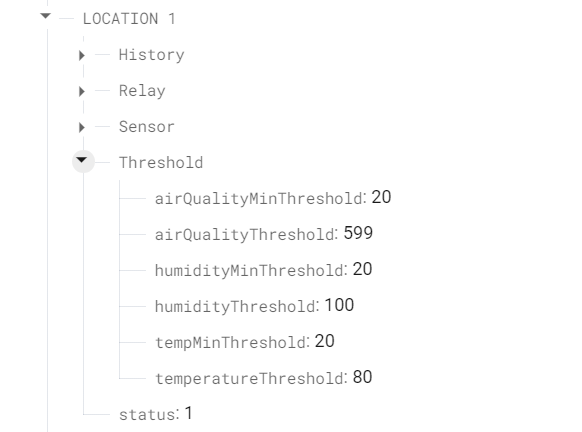 LOCATION 1
History
Relay
Sensor
Threshold
airQualityMinThreshold: 20
airQualityThreshold: 599
humidityMinThreshold: 20
humidityThreshold: 100
tempMinThreshold: 20
temperatureThreshold: 80
status: 1